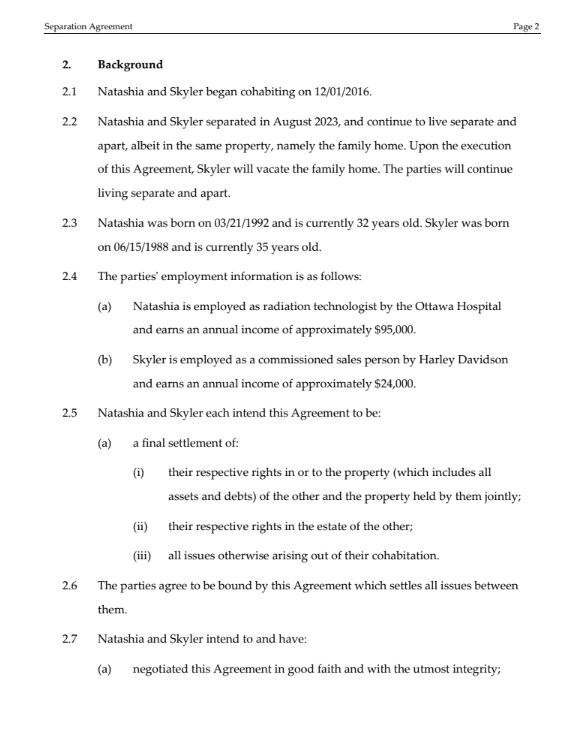 Separation Agreement Page 2
2. Background
2.1 Natashia and Skyler began cohabiting on 12/01/2016.
2.2 Natashia and Skyler separated in August 2023, and continue to live separate and
apart, albeit in the same property, namely the family home. Upon the execution
of this Agreement, Skyler will vacate the family home. The parties will continue
living separate and apart.
2.3 Natashia was born on 03/21/1992 and is currently 32 years old. Skyler was born
on 06/15/1988 and is currently 35 years old.
2.4 The parties' employment information is as follows:
(a) Natashia is employed as radiation technologist by the Ottawa Hospital
and earns an annual income of approximately $95,000.
(b) Skyler is employed as a commissioned sales person by Harley Davidson
and earns an annual income of approximately $24,000.
2.5 Natashia and Skyler each intend this Agreement to be:
(a) a final settlement of:
(i) their respective rights in or to the property (which includes all
assets and debts) of the other and the property held by them jointly;
(ii) their respective rights in the estate of the other;
(iii) all issues otherwise arising out of their cohabitation.
2.6 The parties agree to be bound by this Agreement which settles all issues between
them.
2.7 Natashia and Skyler intend to and have:
(a) negotiated this Agreement in good faith and with the utmost integrity;